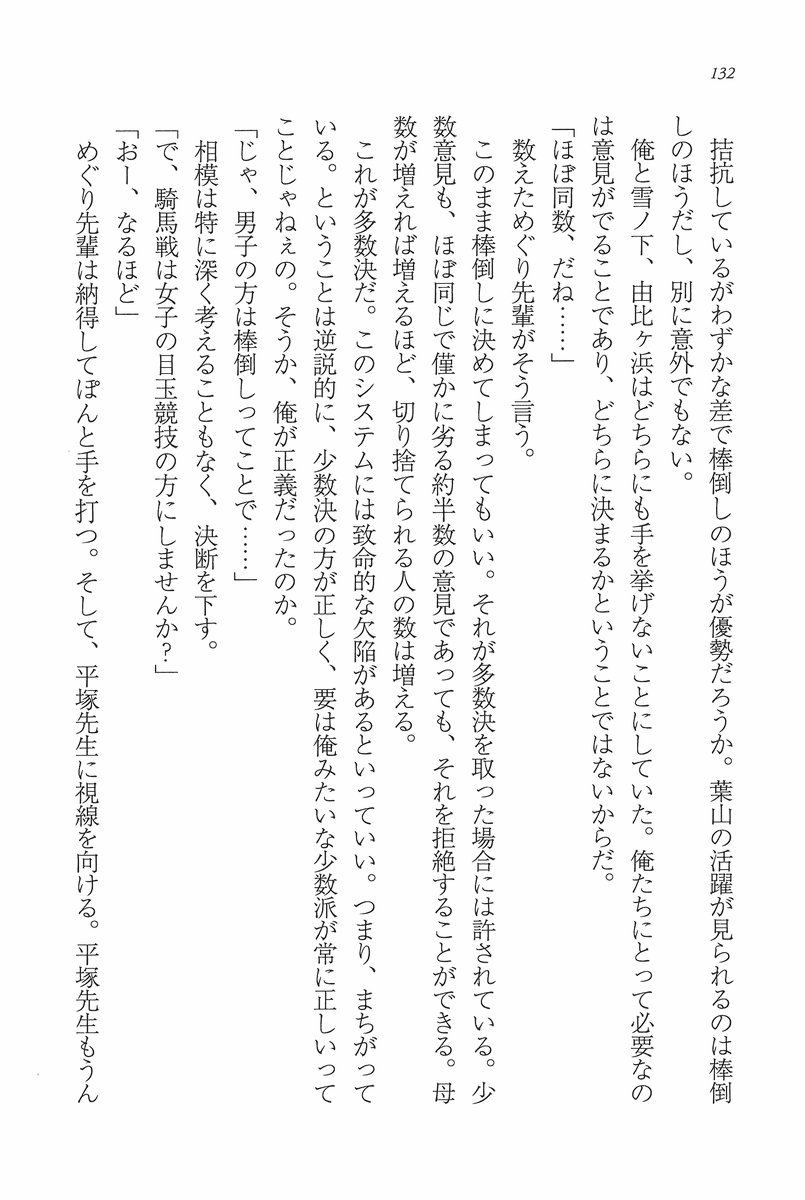 132
　拮抗しているがわずかな差で棒倒しのほうが優勢だろうか。葉山の活躍が見られるのは棒倒
しのほうだし、別に意外でもない。
　俺と雪ノ下、由比ヶ浜はどちらにも手を挙げないことにしていた。俺たちにとって必要なの
は意見がでることであり、どちらに決まるかということではないからだ。
「ほぼ同数、だね……」
　数えためぐり先輩がそう言う。
　このまま棒倒しに決めてしまってもいい。それが多数決を取った場合には許されている。少
数意見も、ほぼ同じで僅かに劣る約半数の意見であっても、それを拒絶することができる。母
数が増えれば増えるほど、切り捨てられる人の数は増える。
　これが多数決だ。このシステムには致命的な欠陥があるといっていい。つまり、まちがって
いる。ということは逆説的に、少数決の方が正しく、要は俺みたいな少数派が常に正しいって
ことじゃねぇの。そうか、俺が正義だったのか。
「じゃ、男子の方は棒倒しってことで……」
　相模は特に深く考えることもなく、決断を下す。
「で、騎馬戦は女子の目玉競技の方にしませんか？」
「おー、なるほど」
　めぐり先輩は納得してぽんと手を打つ。そして、平塚先生に視線を向ける。平塚先生もうん